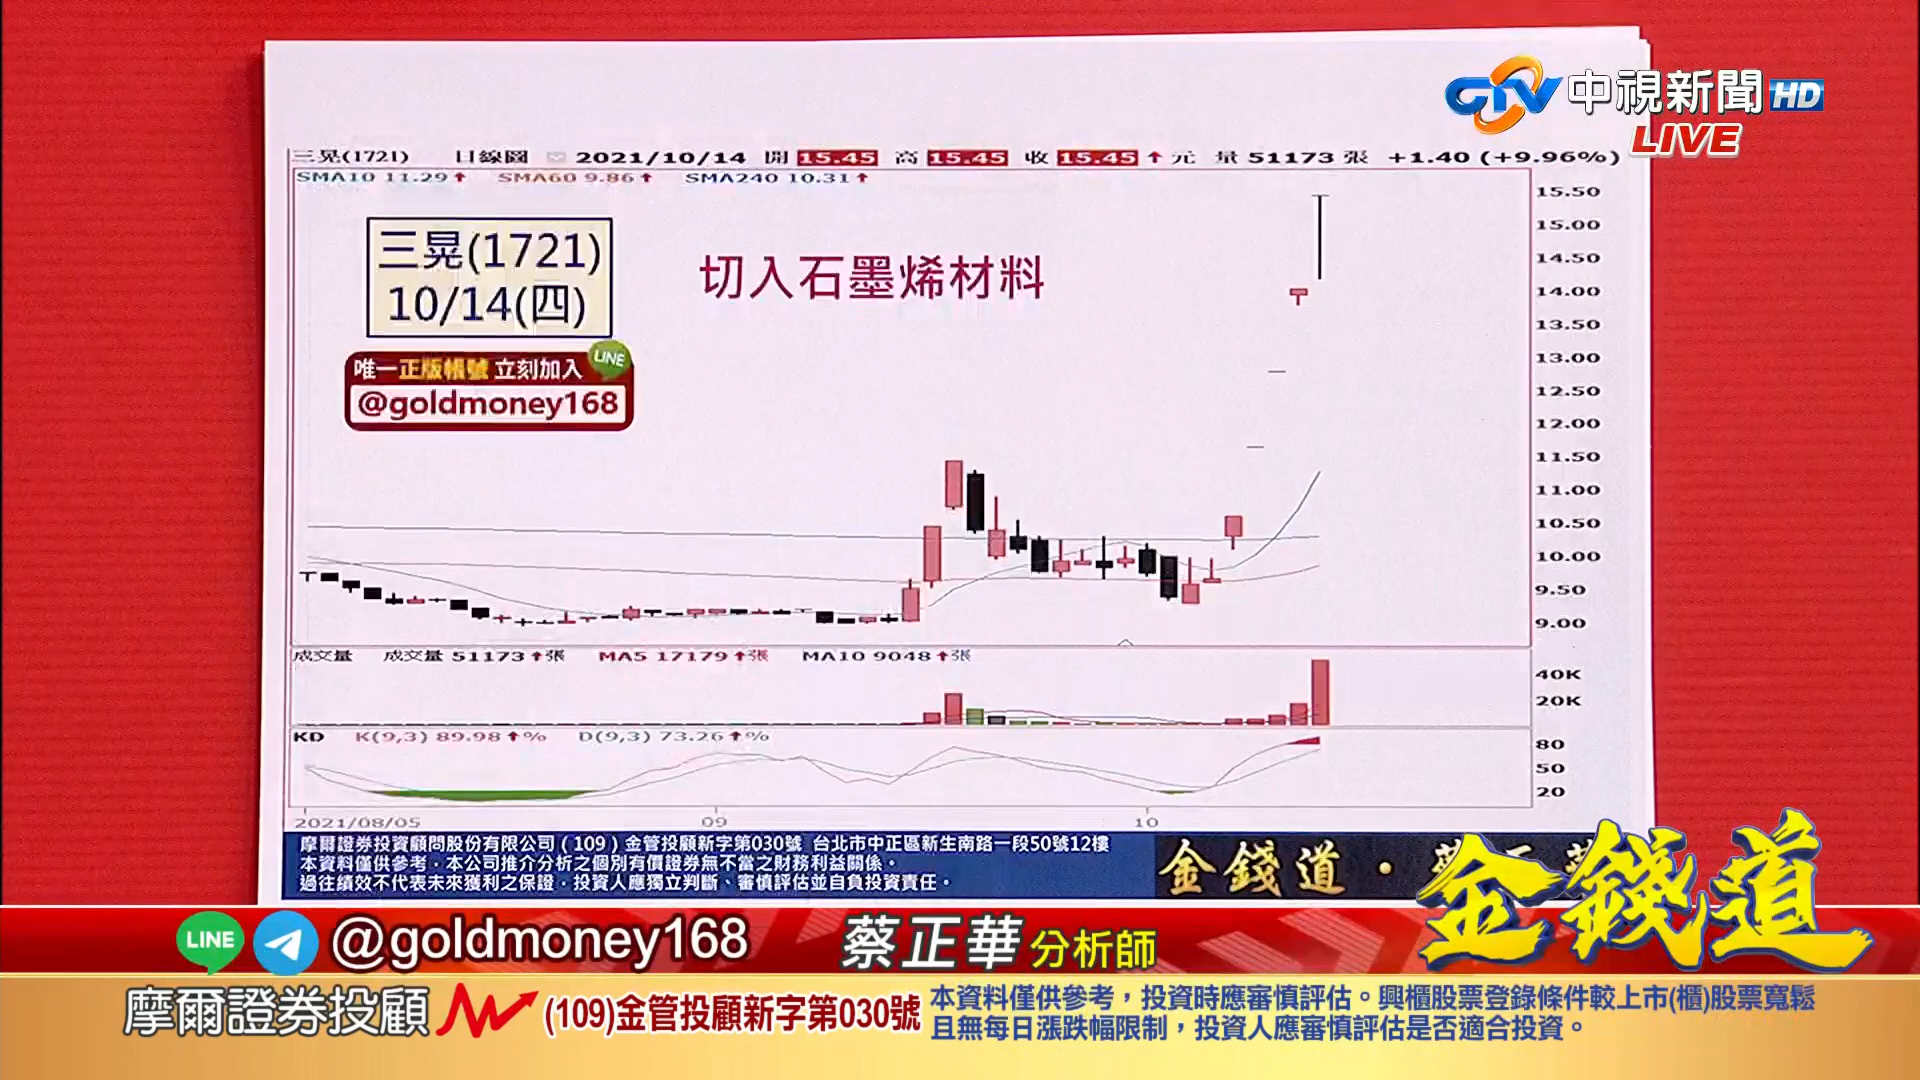 CTV中視新聞HD
LIVE
三晃(1721) 日線圖 2021/10/14 開 15.45 高 15.45 收 15.45 ↑ 元 量 51173 張 +1.40 (+9.96%)
SMA10 11.29↑ SMA60 9.86↑ SMA240 10.31↑
三晃(1721)
10/14(四)
切入石墨烯材料
唯一正版帳號 立刻加入 LINE
@goldmoney168
15.50
15.00
14.50
14.00
13.50
13.00
12.50
12.00
11.50
11.00
10.50
10.00
9.50
9.00
成交量 成交量 51173↑張 MA5 17179↑張 MA10 9048↑張
40K
20K
KD K(9,3) 89.98↑% D(9,3) 73.26↑%
80
50
20
2021/08/05 09 10
摩爾證券投資顧問股份有限公司(109)金管投顧新字第030號 台北市中正區新生南路一段50號12樓
本資料僅供參考，本公司推介分析之個別有價證券無不當之財務利益關係。
過往績效不代表未來獲利之保證，投資人應獨立判斷、審慎評估並自負投資責任。
金錢道・
金錢道
LINE @goldmoney168 蔡正華 分析師
摩爾證券投顧 (109)金管投顧新字第030號
本資料僅供參考，投資時應審慎評估。興櫃股票登錄條件較上市(櫃)股票寬鬆
且無每日漲跌幅限制，投資人應審慎評估是否適合投資。